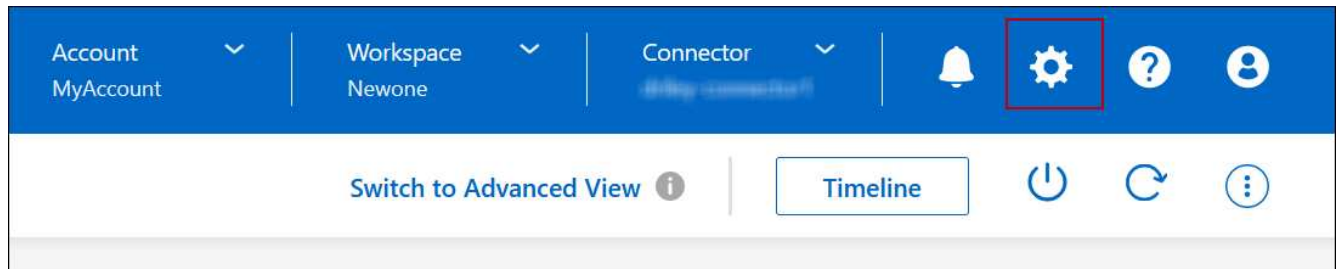 Account
MyAccount
Workspace
Newone
Connector
Switch to Advanced View
Timeline